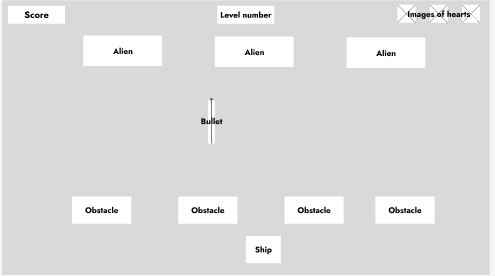 Score
Level number
Images of hearts
Alien
Alien
Alien
Bullet
Obstacle
Obstacle
Obstacle
Obstacle
Ship